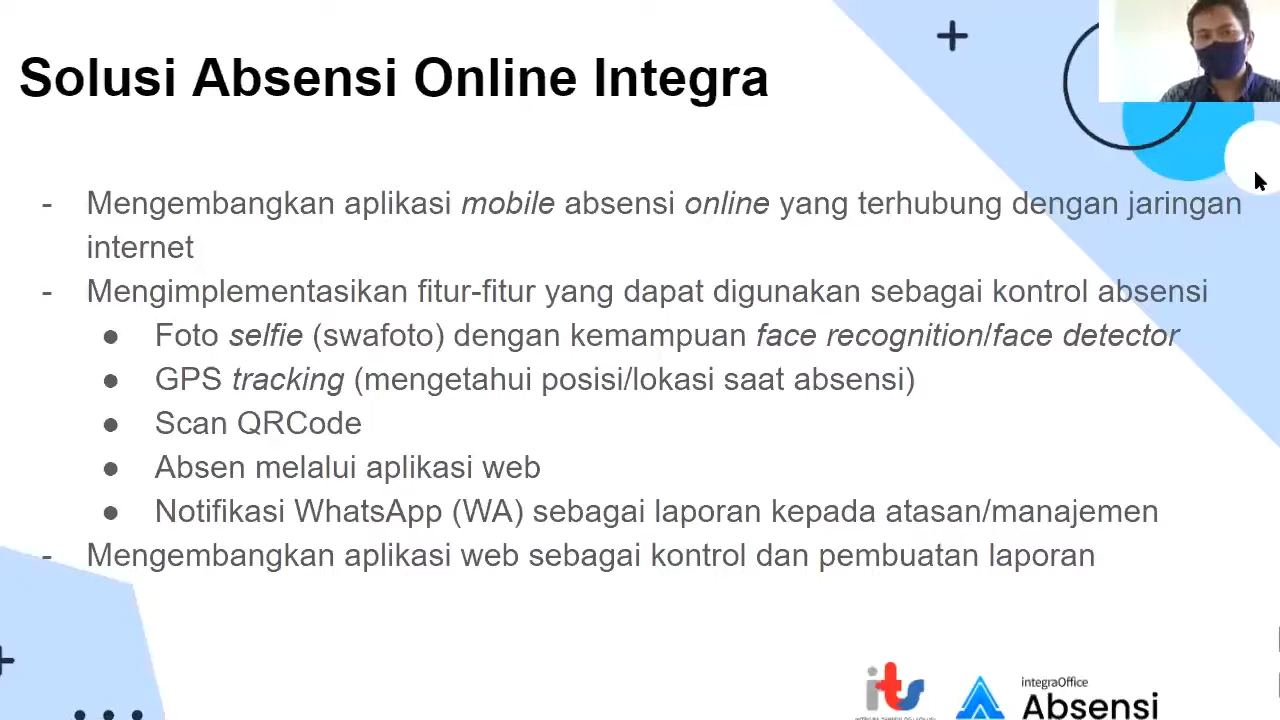 Solusi Absensi Online Integra
- Mengembangkan aplikasi mobile absensi online yang terhubung dengan jaringan
internet
- Mengimplementasikan fitur-fitur yang dapat digunakan sebagai kontrol absensi
● Foto selfie (swafoto) dengan kemampuan face recognition/face detector
● GPS tracking (mengetahui posisi/lokasi saat absensi)
● Scan QRCode
● Absen melalui aplikasi web
● Notifikasi WhatsApp (WA) sebagai laporan kepada atasan/manajemen
- Mengembangkan aplikasi web sebagai kontrol dan pembuatan laporan
its
integraOffice
Absensi